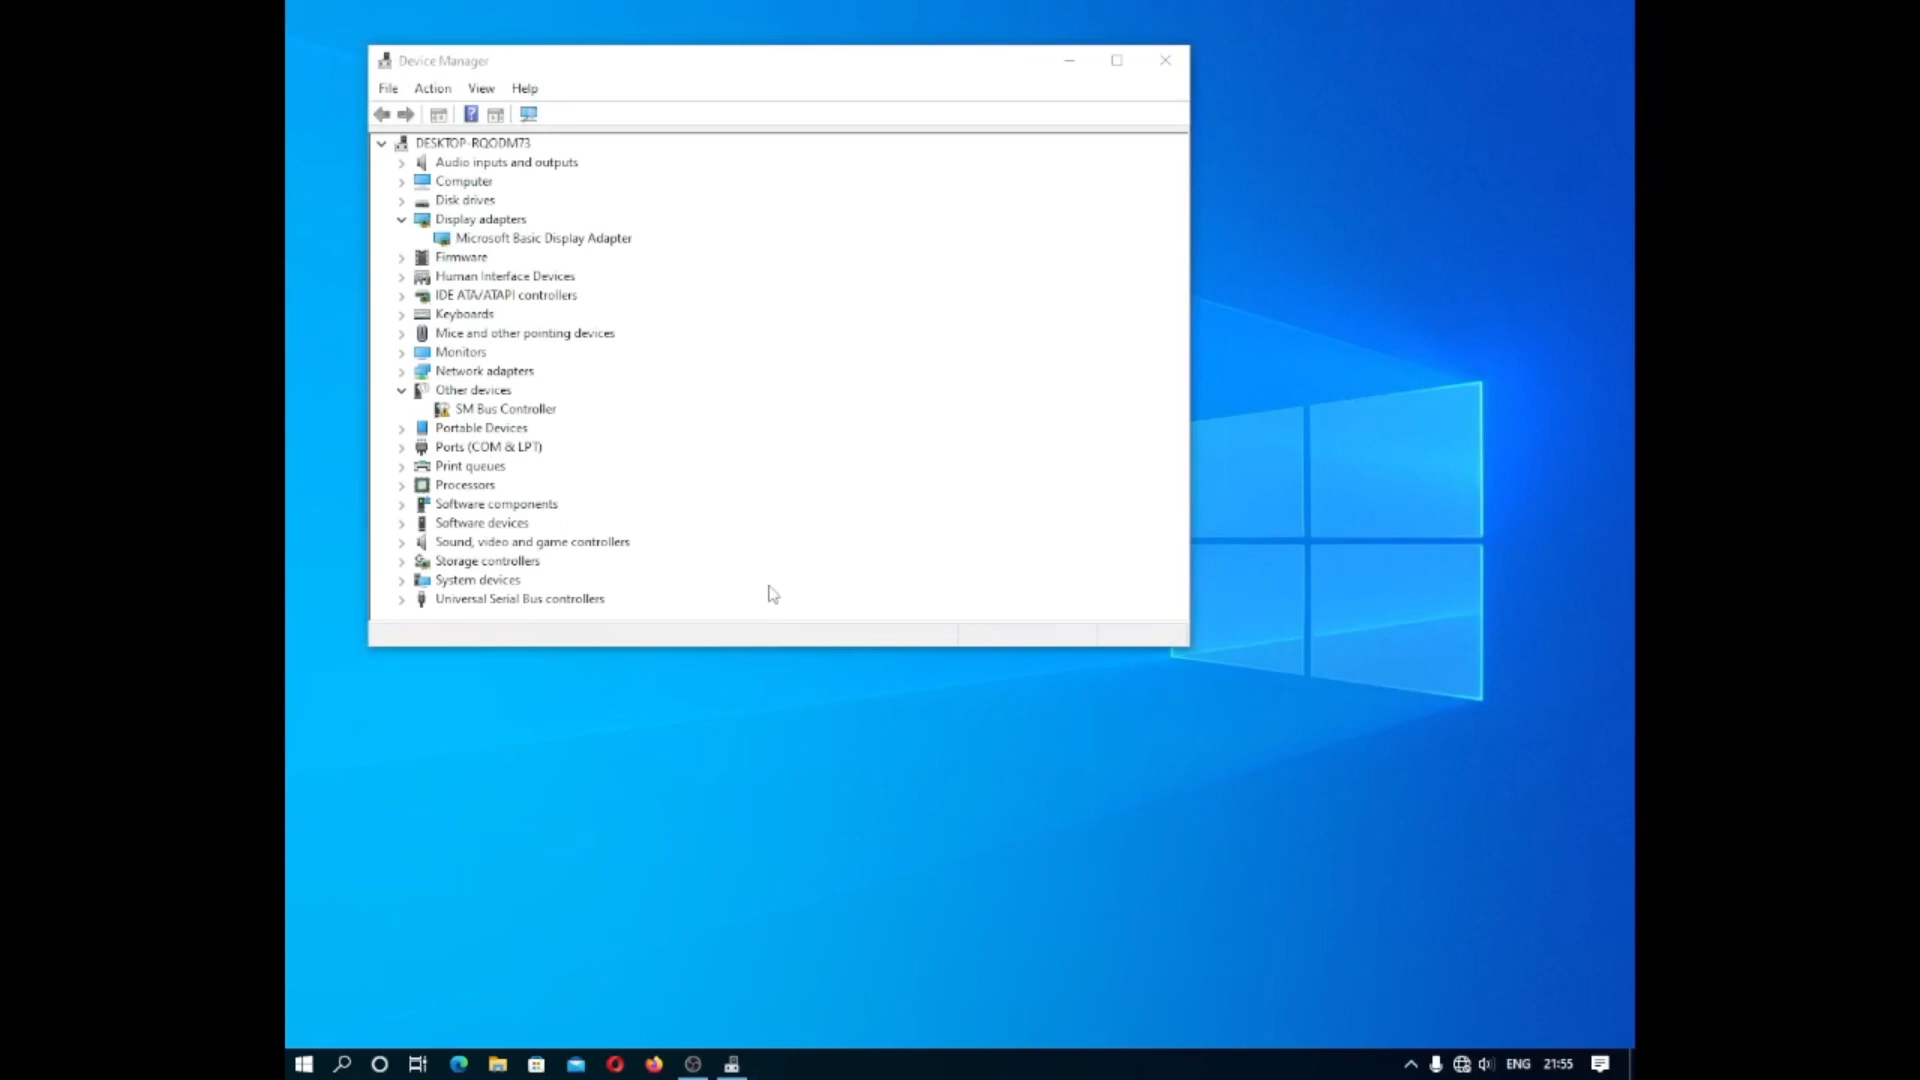 Device Manager
File Action View Help
DESKTOP-RQODM73
Audio inputs and outputs
Computer
Disk drives
Display adapters
Microsoft Basic Display Adapter
Firmware
Human Interface Devices
IDE ATA/ATAPI controllers
Keyboards
Mice and other pointing devices
Monitors
Network adapters
Other devices
SM Bus Controller
Portable Devices
Ports (COM & LPT)
Print queues
Processors
Software components
Software devices
Sound, video and game controllers
Storage controllers
System devices
Universal Serial Bus controllers
ENG 21:55